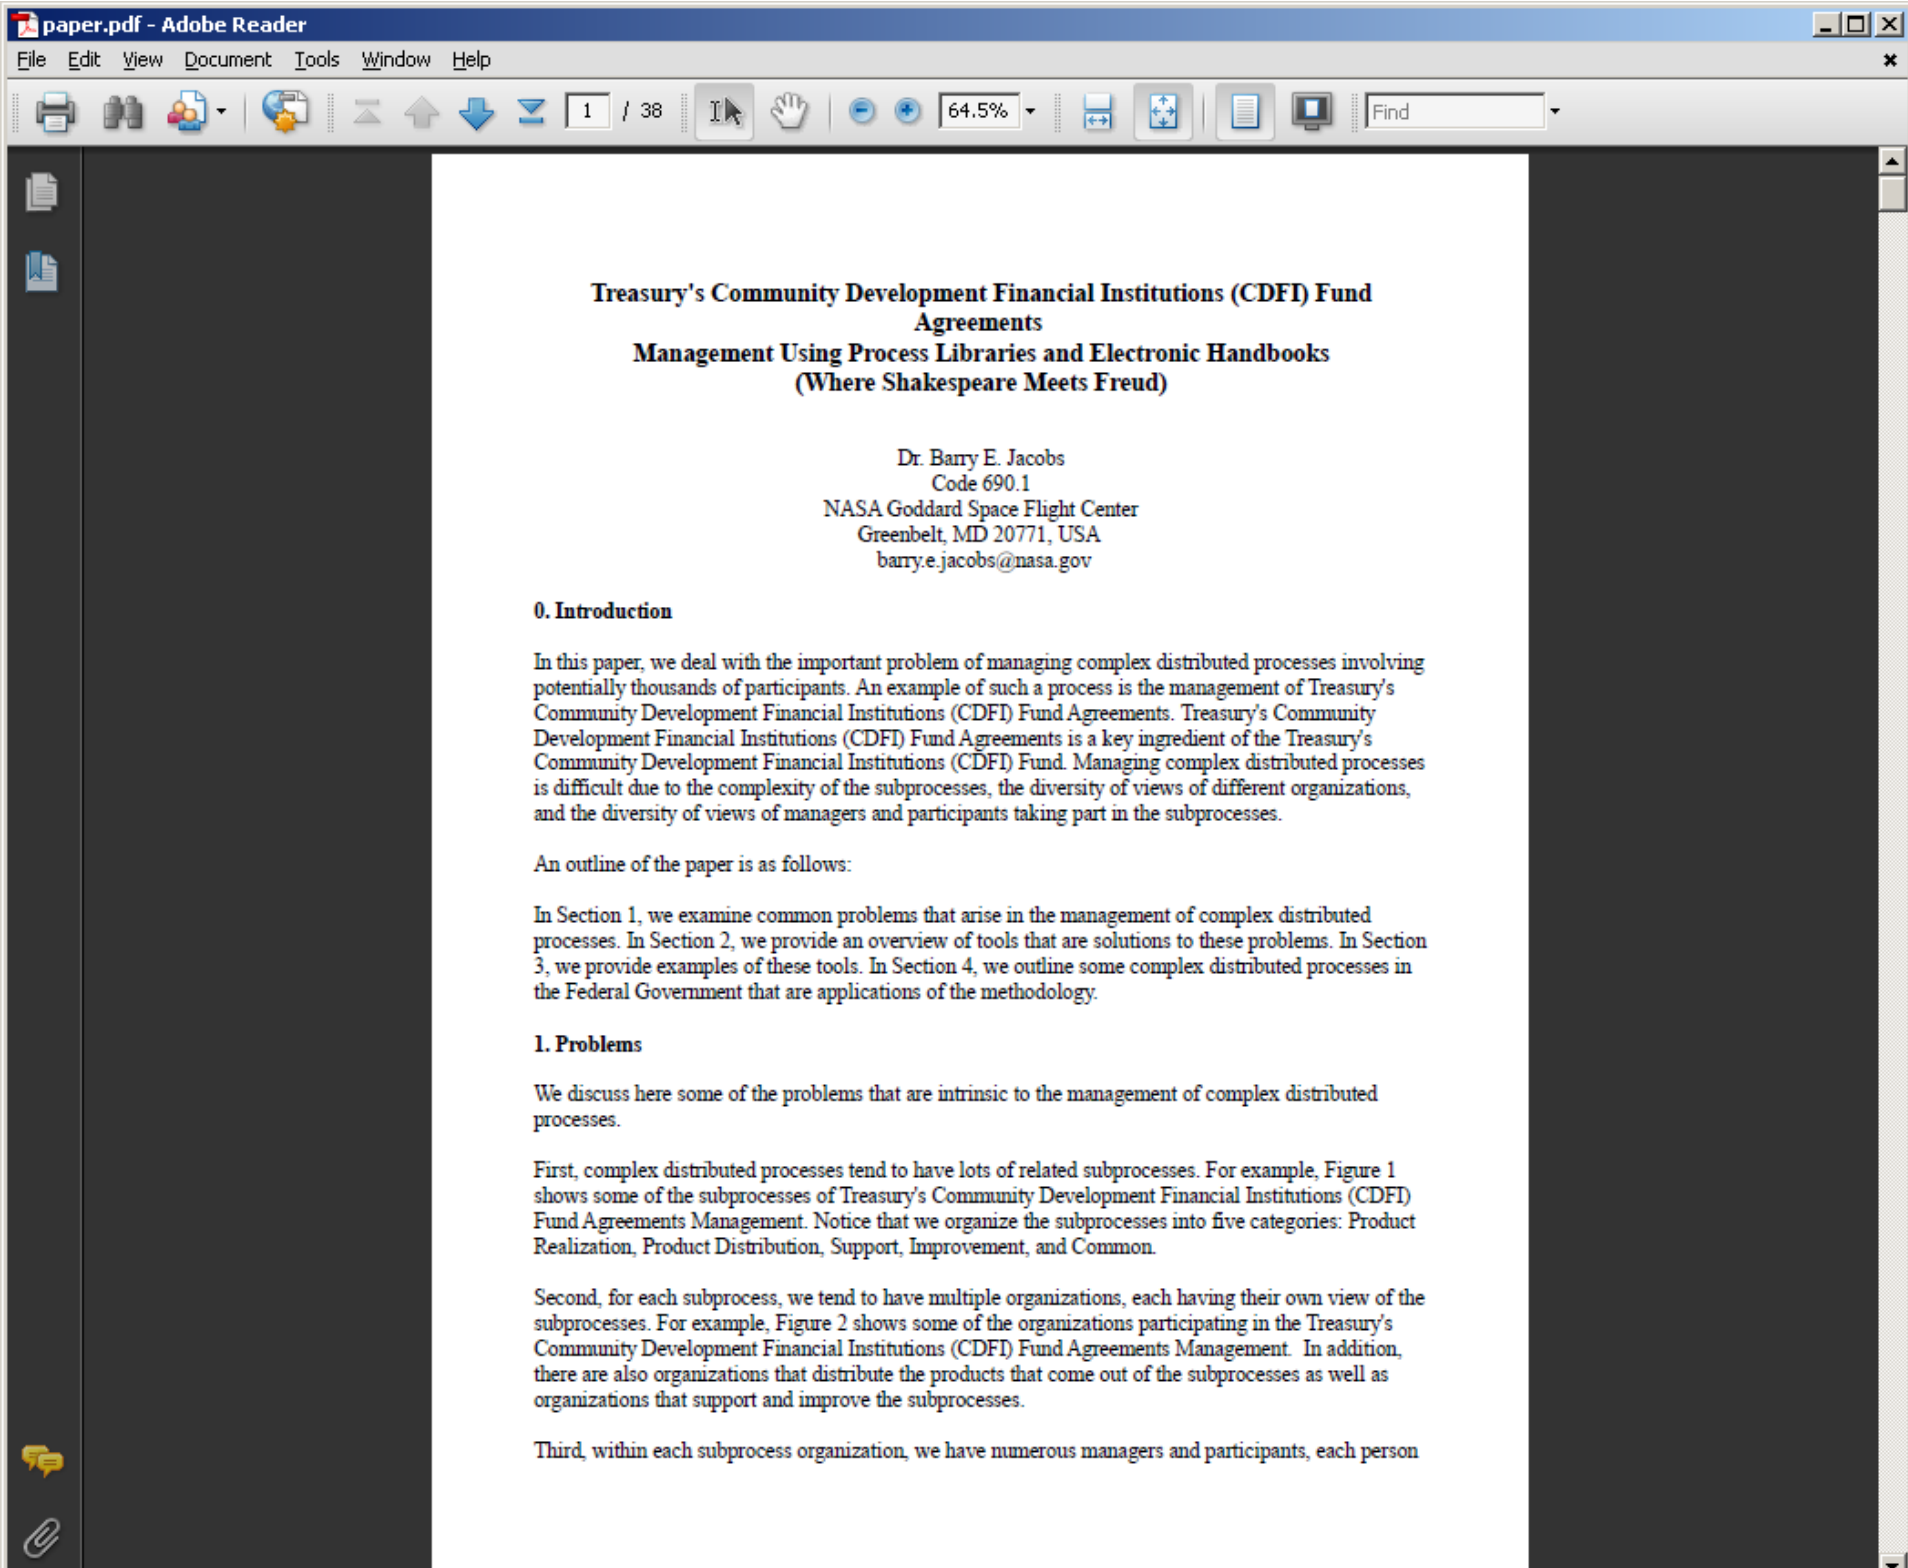 paper.pdf - Adobe Reader
File Edit View Document Tools Window Help
1 / 38 64.5% Find
Treasury's Community Development Financial Institutions (CDFI) Fund
Agreements
Management Using Process Libraries and Electronic Handbooks
(Where Shakespeare Meets Freud)
Dr. Barry E. Jacobs
Code 690.1
NASA Goddard Space Flight Center
Greenbelt, MD 20771, USA
barry.e.jacobs@nasa.gov
0. Introduction
In this paper, we deal with the important problem of managing complex distributed processes involving
potentially thousands of participants. An example of such a process is the management of Treasury's
Community Development Financial Institutions (CDFI) Fund Agreements. Treasury's Community
Development Financial Institutions (CDFI) Fund Agreements is a key ingredient of the Treasury's
Community Development Financial Institutions (CDFI) Fund. Managing complex distributed processes
is difficult due to the complexity of the subprocesses, the diversity of views of different organizations,
and the diversity of views of managers and participants taking part in the subprocesses.
An outline of the paper is as follows:
In Section 1, we examine common problems that arise in the management of complex distributed
processes. In Section 2, we provide an overview of tools that are solutions to these problems. In Section
3, we provide examples of these tools. In Section 4, we outline some complex distributed processes in
the Federal Government that are applications of the methodology.
1. Problems
We discuss here some of the problems that are intrinsic to the management of complex distributed
processes.
First, complex distributed processes tend to have lots of related subprocesses. For example, Figure 1
shows some of the subprocesses of Treasury's Community Development Financial Institutions (CDFI)
Fund Agreements Management. Notice that we organize the subprocesses into five categories: Product
Realization, Product Distribution, Support, Improvement, and Common.
Second, for each subprocess, we tend to have multiple organizations, each having their own view of the
subprocesses. For example, Figure 2 shows some of the organizations participating in the Treasury's
Community Development Financial Institutions (CDFI) Fund Agreements Management. In addition,
there are also organizations that distribute the products that come out of the subprocesses as well as
organizations that support and improve the subprocesses.
Third, within each subprocess organization, we have numerous managers and participants, each person